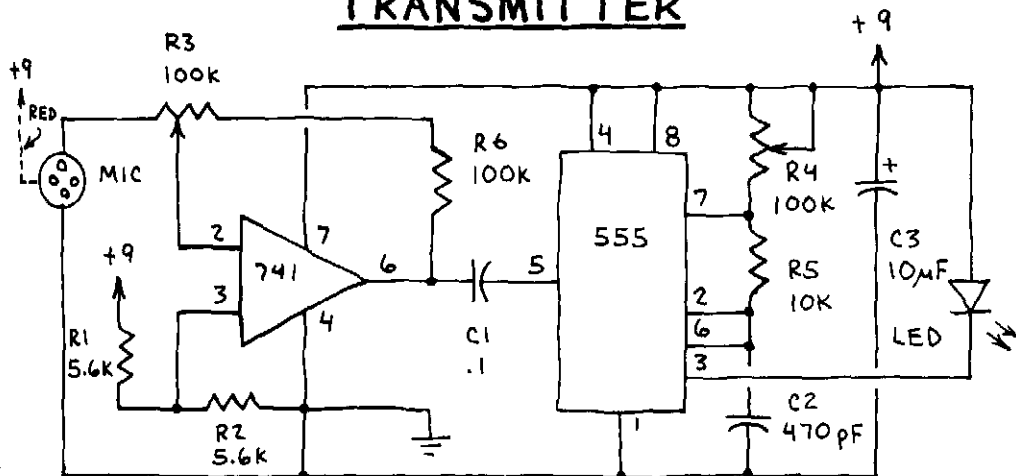 TRANSMITTER
+9
RED
MIC
R3
100K
R6
100K
2
3
741
7
6
4
+9
R1
5.6K
R2
5.6K
C1
.1
5
555
4
8
7
2
6
3
1
+9
R4
100K
R5
10K
C2
470pF
+
C3
10µF
LED